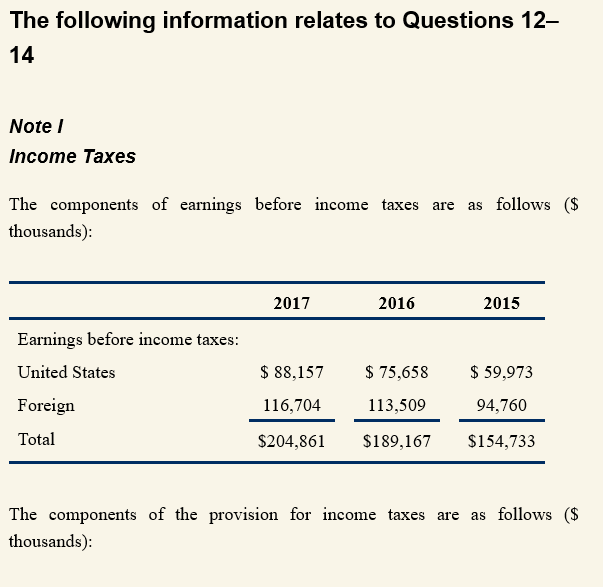 The following information relates to Questions 12–
14
Note I
Income Taxes
The components of earnings before income taxes are as follows ($
thousands):
2017 2016 2015
Earnings before income taxes:
United States $ 88,157 $ 75,658 $ 59,973
Foreign 116,704 113,509 94,760
Total $204,861 $189,167 $154,733
The components of the provision for income taxes are as follows ($
thousands):